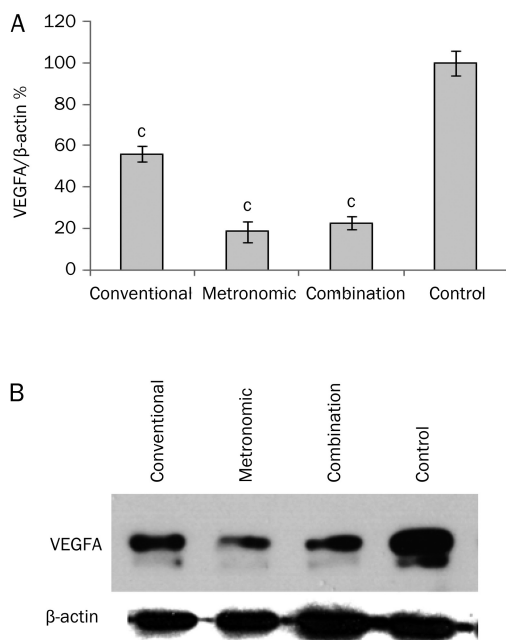 A
VEGFA/β-actin %
120
100
80
60
40
20
0
c
c
c
Conventional Metronomic Combination Control
B
Conventional
Metronomic
Combination
Control
VEGFA
β-actin